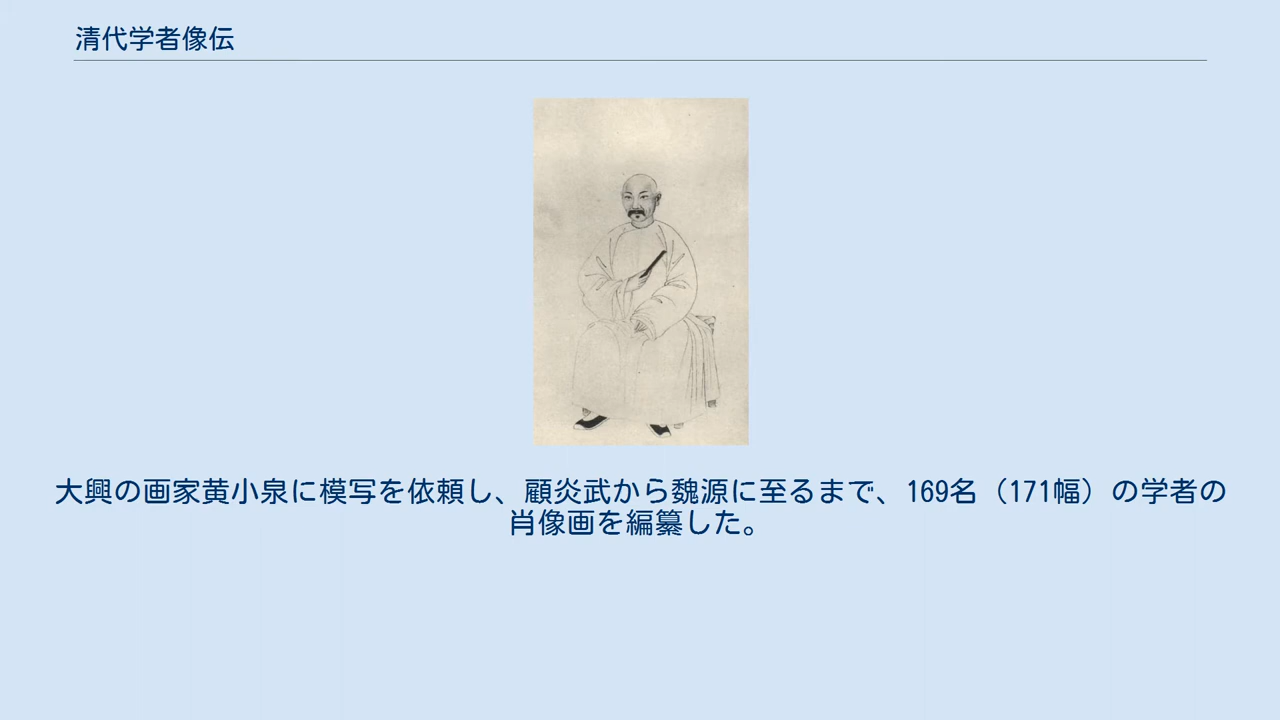 清代学者像伝
大興の画家黄小泉に模写を依頼し、顧炎武から魏源に至るまで、169名（171幅）の学者の
肖像画を編纂した。